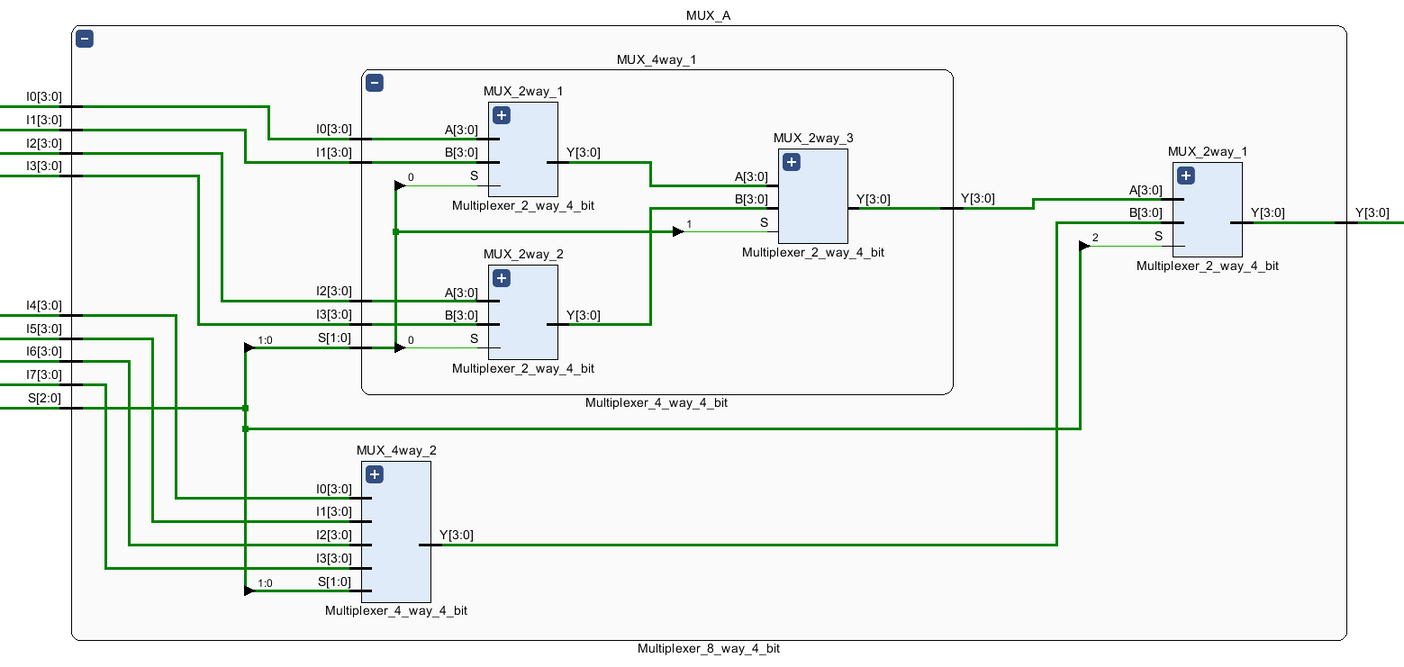 MUX_A
MUX_4way_1
MUX_2way_1
I0[3:0]
I1[3:0]
I2[3:0]
I3[3:0]
I0[3:0]
I1[3:0]
A[3:0]
B[3:0]
0
S
Y[3:0]
Multiplexer_2_way_4_bit
MUX_2way_3
A[3:0]
B[3:0]
1
S
Y[3:0]
Y[3:0]
Multiplexer_2_way_4_bit
MUX_2way_1
A[3:0]
B[3:0]
2
S
Y[3:0]
Y[3:0]
Multiplexer_2_way_4_bit
MUX_2way_2
I2[3:0]
I3[3:0]
1:0
S[1:0]
A[3:0]
B[3:0]
0
S
Y[3:0]
Multiplexer_2_way_4_bit
Multiplexer_4_way_4_bit
I4[3:0]
I5[3:0]
I6[3:0]
I7[3:0]
S[2:0]
MUX_4way_2
I0[3:0]
I1[3:0]
I2[3:0]
I3[3:0]
1:0
S[1:0]
Y[3:0]
Multiplexer_4_way_4_bit
Multiplexer_8_way_4_bit